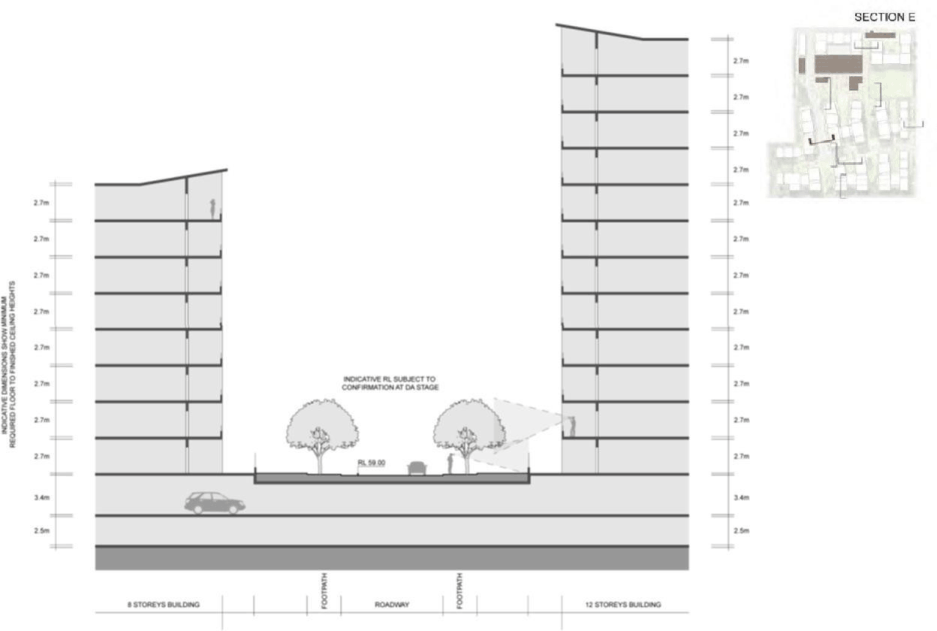 SECTION E
2.7m
2.7m
2.7m
2.7m
2.7m
2.7m
2.7m
2.7m
2.7m
2.7m
2.7m
2.7m
3.4m
2.5m
2.7m
2.7m
2.7m
2.7m
2.7m
2.7m
2.7m
2.7m
3.4m
2.5m
INDICATIVE DIMENSIONS SHOW MINIMUM
REQUIRED FLOOR TO FINISHED CEILING HEIGHTS
INDICATIVE RL SUBJECT TO
CONFIRMATION AT DA STAGE
RL 59.00
8 STOREYS BUILDING
FOOTPATH
ROADWAY
FOOTPATH
12 STOREYS BUILDING